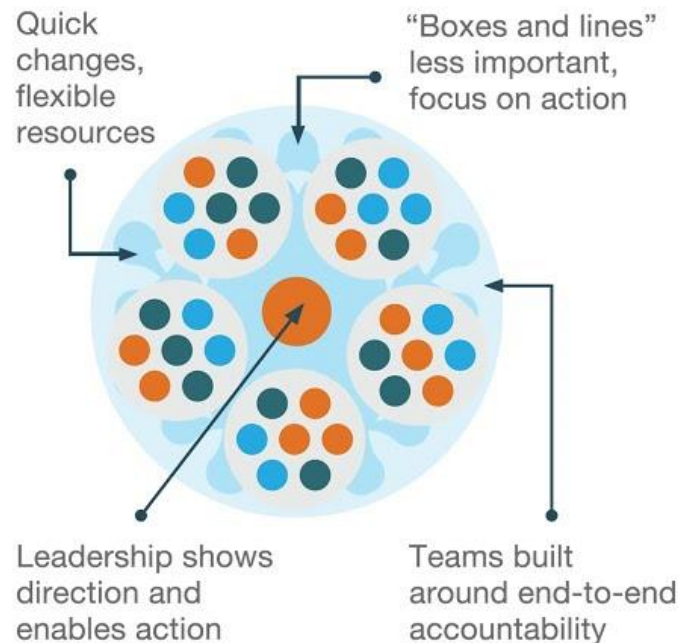 Quick
changes,
flexible
resources
“Boxes and lines”
less important,
focus on action
Leadership shows
direction and
enables action
Teams built
around end-to-end
accountability